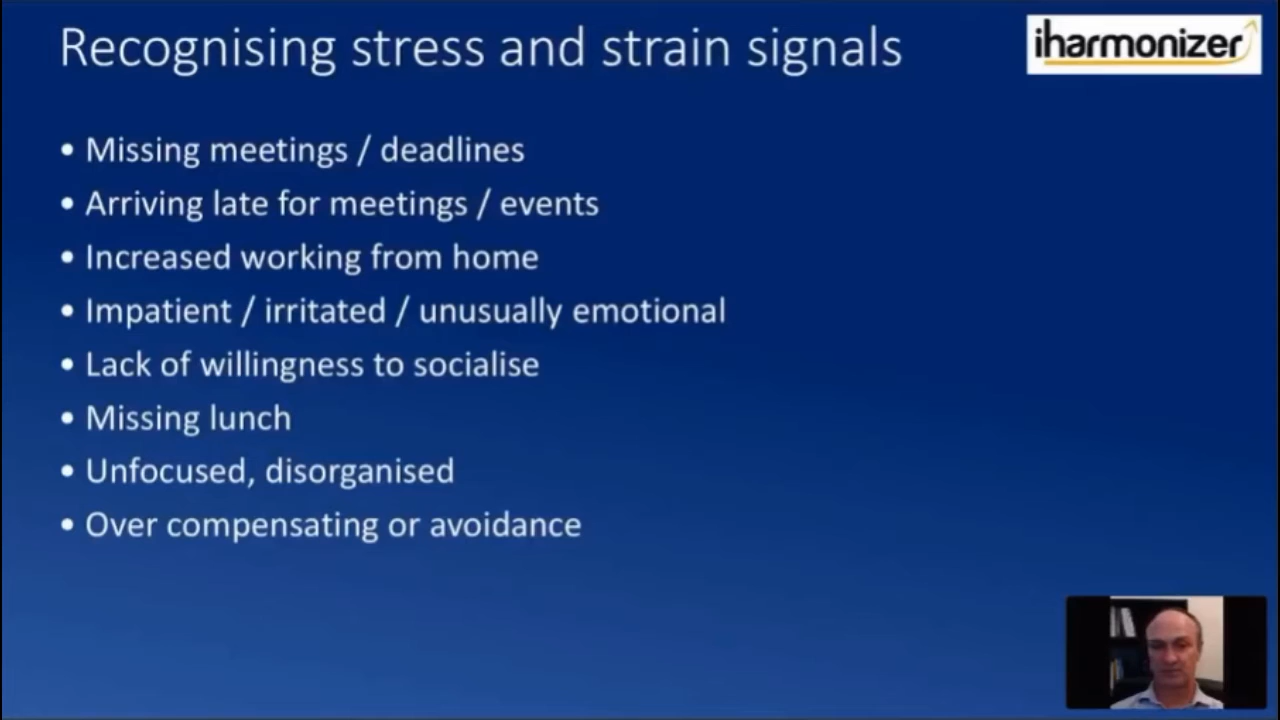 Recognising stress and strain signals
iharmonizer
• Missing meetings / deadlines
• Arriving late for meetings / events
• Increased working from home
• Impatient / irritated / unusually emotional
• Lack of willingness to socialise
• Missing lunch
• Unfocused, disorganised
• Over compensating or avoidance